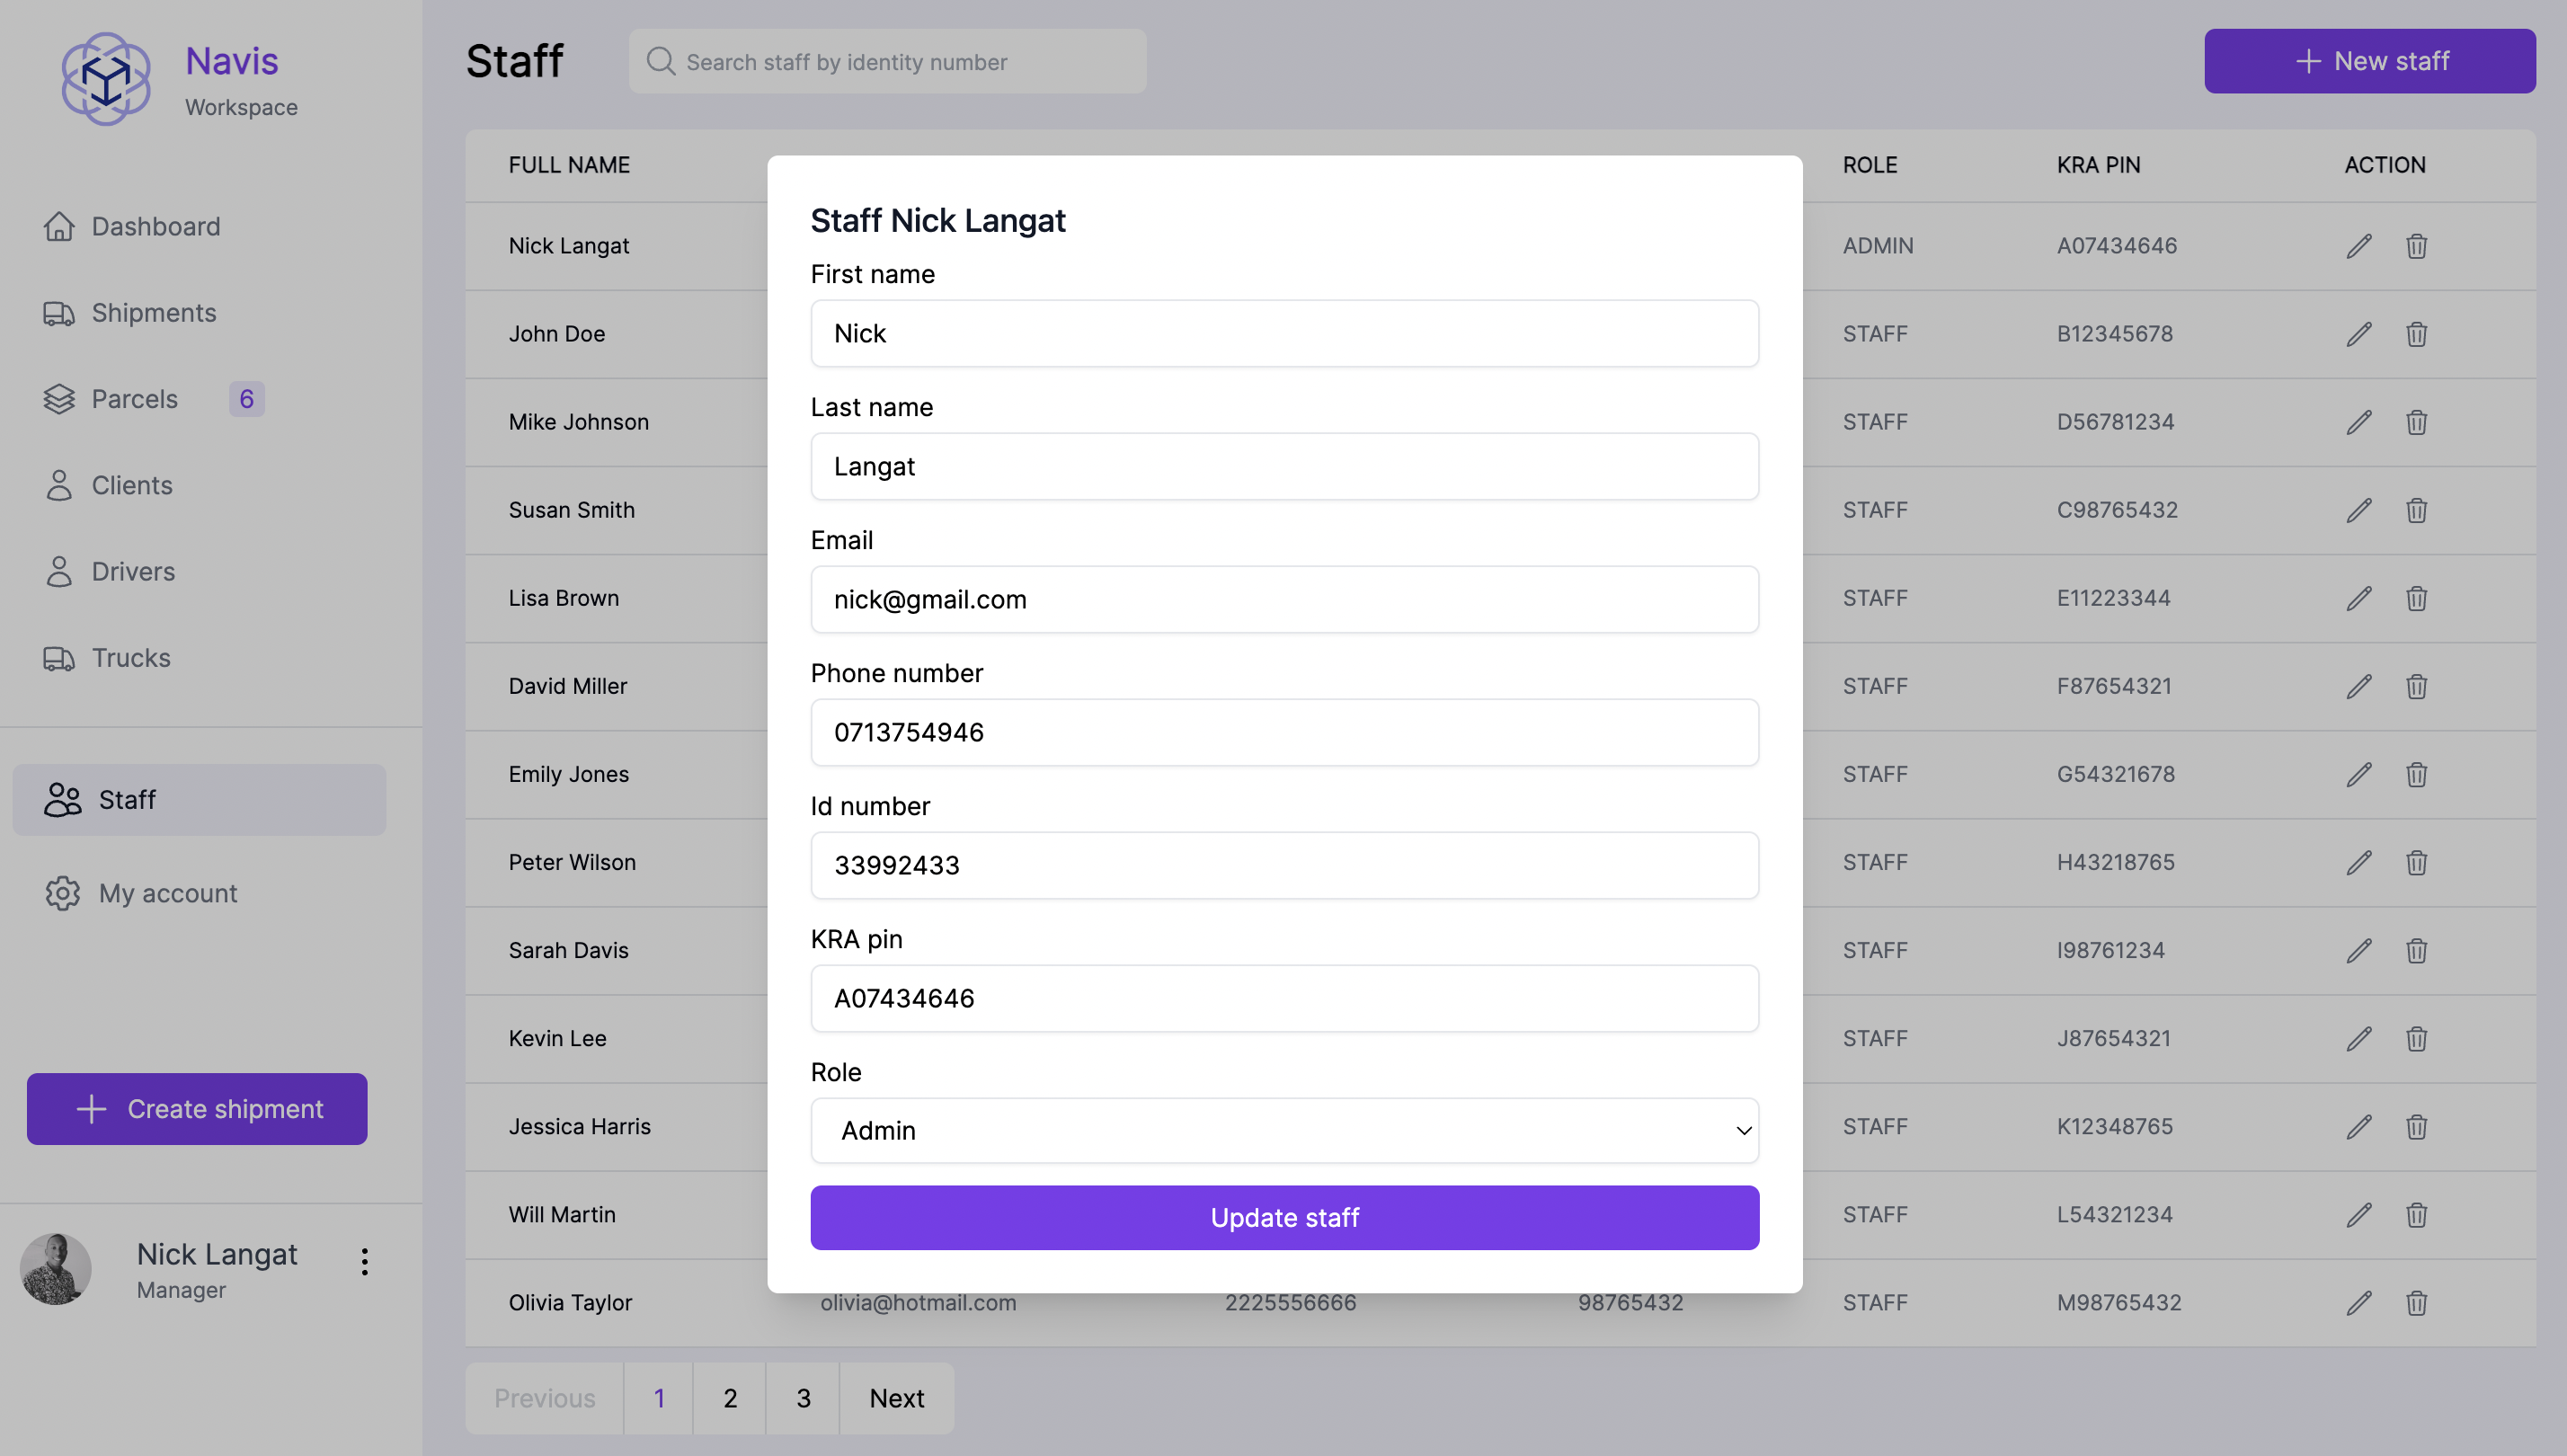 Navis
Workspace
Dashboard
Shipments
Parcels 6
Clients
Drivers
Trucks
Staff
My account
Create shipment
Nick Langat
Manager
Staff
Search staff by identity number
New staff
FULL NAME ROLE KRA PIN ACTION
Nick Langat ADMIN A07434646
John Doe STAFF B12345678
Mike Johnson STAFF D56781234
Susan Smith STAFF C98765432
Lisa Brown STAFF E11223344
David Miller STAFF F87654321
Emily Jones STAFF G54321678
Peter Wilson STAFF H43218765
Sarah Davis STAFF I98761234
Kevin Lee STAFF J87654321
Jessica Harris STAFF K12348765
Will Martin STAFF L54321234
Olivia Taylor olivia@hotmail.com 2225556666 98765432 STAFF M98765432
Previous 1 2 3 Next
Staff Nick Langat
First name
Nick
Last name
Langat
Email
nick@gmail.com
Phone number
0713754946
Id number
33992433
KRA pin
A07434646
Role
Admin
Update staff